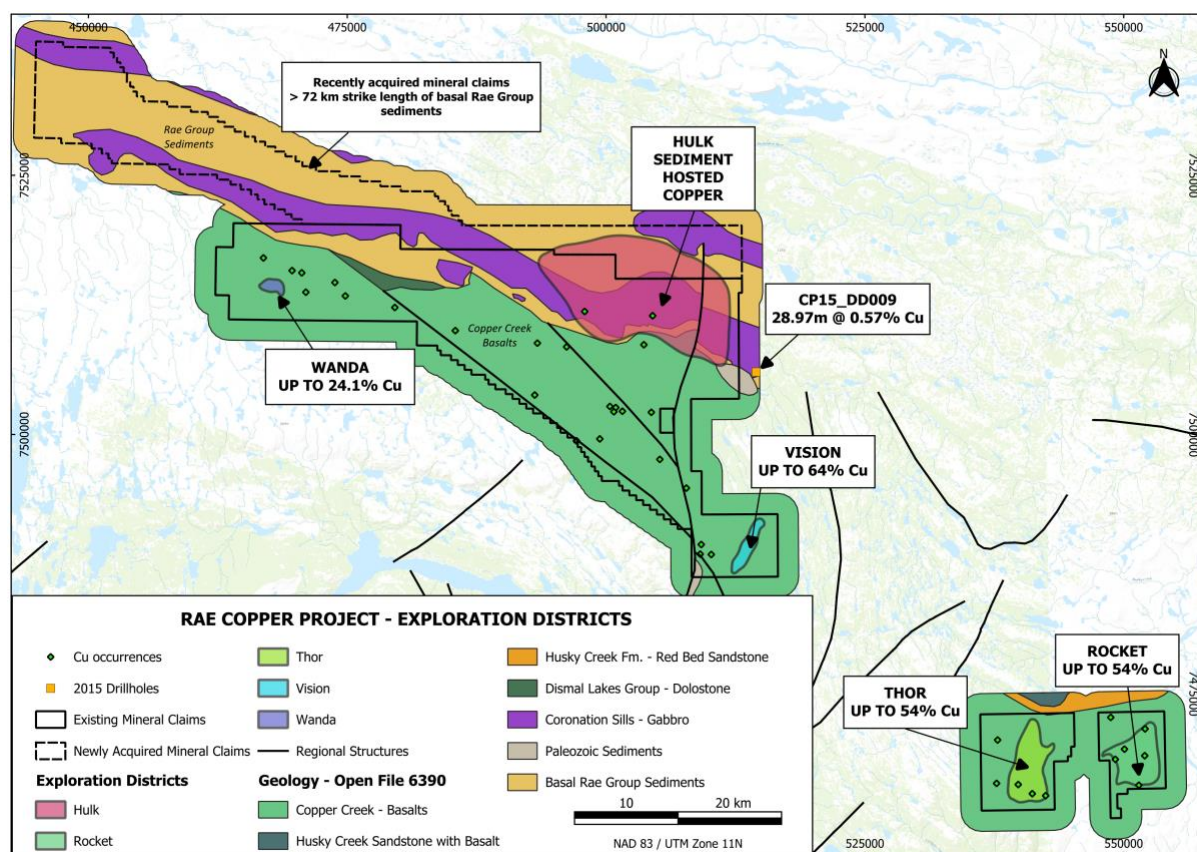 450000
475000
500000
525000
550000
N
Recently acquired mineral claims
> 72 km strike length of basal Rae Group
sediments
Rae Group
Sediments
HULK
SEDIMENT
HOSTED
COPPER
7525000
7525000
CP15_DD009
28.97m @ 0.57% Cu
Copper Creek
Basalts
WANDA
UP TO 24.1% Cu
7500000
7500000
VISION
UP TO 64% Cu
ROCKET
UP TO 54% Cu
THOR
UP TO 54% Cu
7475000
RAE COPPER PROJECT - EXPLORATION DISTRICTS
Cu occurrences
2015 Drillholes
Existing Mineral Claims
Newly Acquired Mineral Claims
Exploration Districts
Hulk
Rocket
Thor
Vision
Wanda
Regional Structures
Geology - Open File 6390
Copper Creek - Basalts
Husky Creek Sandstone with Basalt
Husky Creek Fm. - Red Bed Sandstone
Dismal Lakes Group - Dolostone
Coronation Sills - Gabbro
Paleozoic Sediments
Basal Rae Group Sediments
10 20 km
NAD 83 / UTM Zone 11N
525000
550000